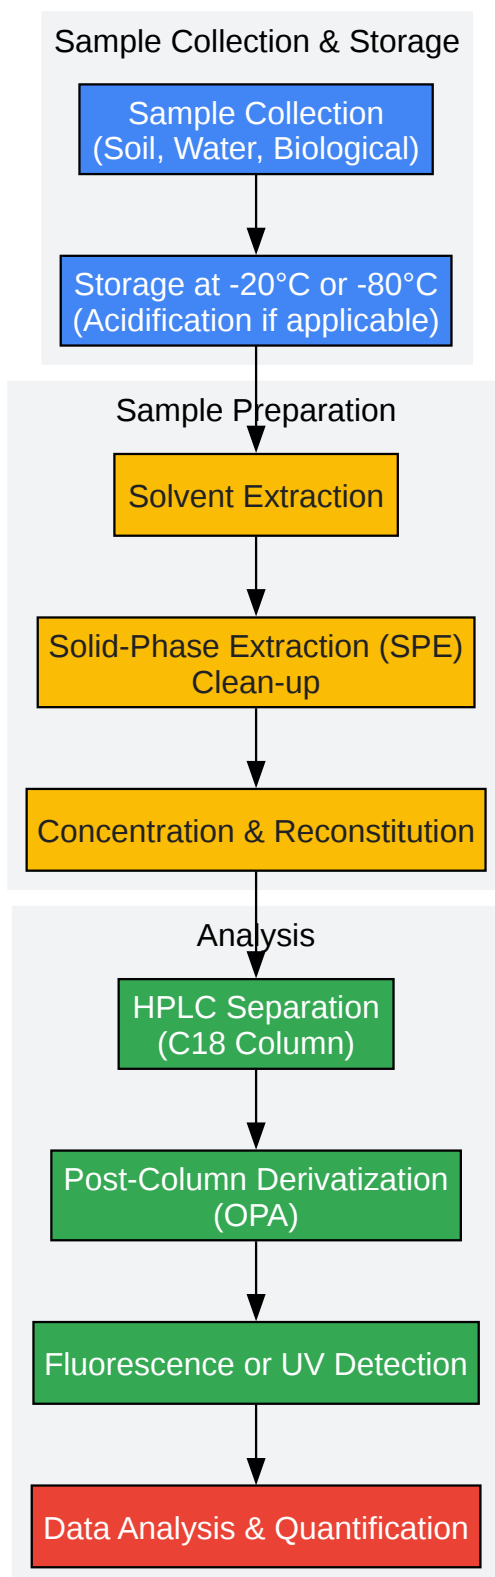 Sample Collection & Storage
Sample Collection
(Soil, Water, Biological)
Storage at -20°C or -80°C
(Acidification if applicable)
Sample Preparation
Solvent Extraction
Solid-Phase Extraction (SPE)
Clean-up
Concentration & Reconstitution
Analysis
HPLC Separation
(C18 Column)
Post-Column Derivatization
(OPA)
Fluorescence or UV Detection
Data Analysis & Quantification